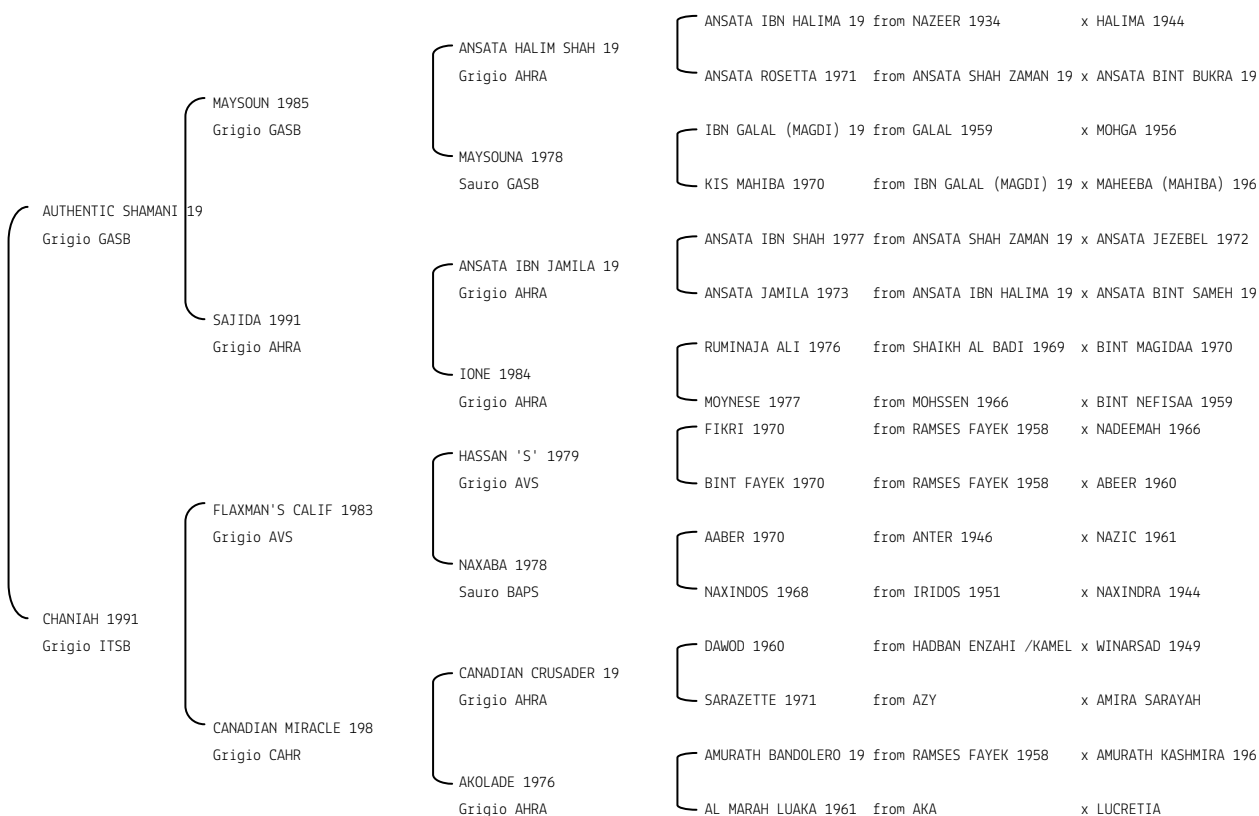 ANSATA IBN HALIMA 19 from NAZEER 1934 x HALIMA 1944
ANSATA HALIM SHAH 19
Grigio AHRA
ANSATA ROSETTA 1971 from ANSATA SHAH ZAMAN 19 x ANSATA BINT BUKRA 19
MAYSOUN 1985
Grigio GASB
IBN GALAL (MAGDI) 19 from GALAL 1959 x MOHGA 1956
MAYSOUNA 1978
Sauro GASB
KIS MAHIBA 1970 from IBN GALAL (MAGDI) 19 x MAHEEBA (MAHIBA) 196
AUTHENTIC SHAMANI 19
Grigio GASB
ANSATA IBN SHAH 1977 from ANSATA SHAH ZAMAN 19 x ANSATA JEZEBEL 1972
ANSATA IBN JAMILA 19
Grigio AHRA
ANSATA JAMILA 1973 from ANSATA IBN HALIMA 19 x ANSATA BINT SAMEH 19
SAJIDA 1991
Grigio AHRA
RUMINAJA ALI 1976 from SHAIKH AL BADI 1969 x BINT MAGIDAA 1970
IONE 1984
Grigio AHRA
MOYNESE 1977 from MOHSSEN 1966 x BINT NEFISAA 1959
FIKRI 1970 from RAMSES FAYEK 1958 x NADEEMAH 1966
HASSAN 'S' 1979
Grigio AVS
BINT FAYEK 1970 from RAMSES FAYEK 1958 x ABEER 1960
FLAXMAN'S CALIF 1983
Grigio AVS
AABER 1970 from ANTER 1946 x NAZIC 1961
NAXABA 1978
Sauro BAPS
NAXINDOS 1968 from IRIDOS 1951 x NAXINDRA 1944
CHANIAH 1991
Grigio ITSB
DAWOD 1960 from HADBAN ENZAHI /KAMEL x WINARSAD 1949
CANADIAN CRUSADER 19
Grigio AHRA
SARAZETTE 1971 from AZY x AMIRA SARAYAH
CANADIAN MIRACLE 198
Grigio CAHR
AMURATH BANDOLERO 19 from RAMSES FAYEK 1958 x AMURATH KASHMIRA 196
AKOLADE 1976
Grigio AHRA
AL MARAH LUAKA 1961 from AKA x LUCRETIA